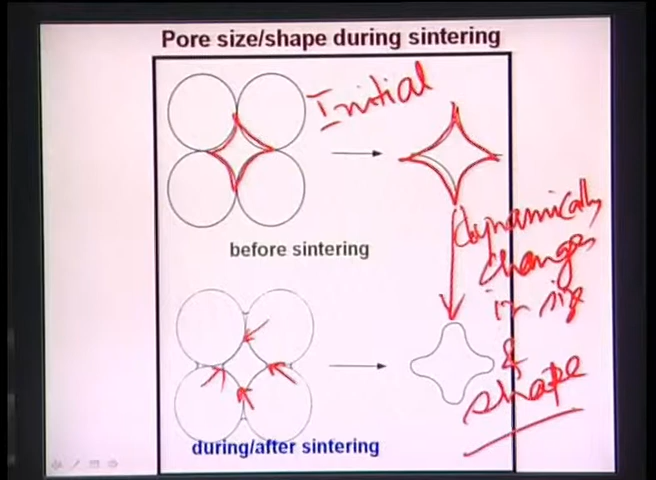 Pore size/shape during sintering
Initial
before sintering
dynamically
changes
in size
&
shape
during/after sintering